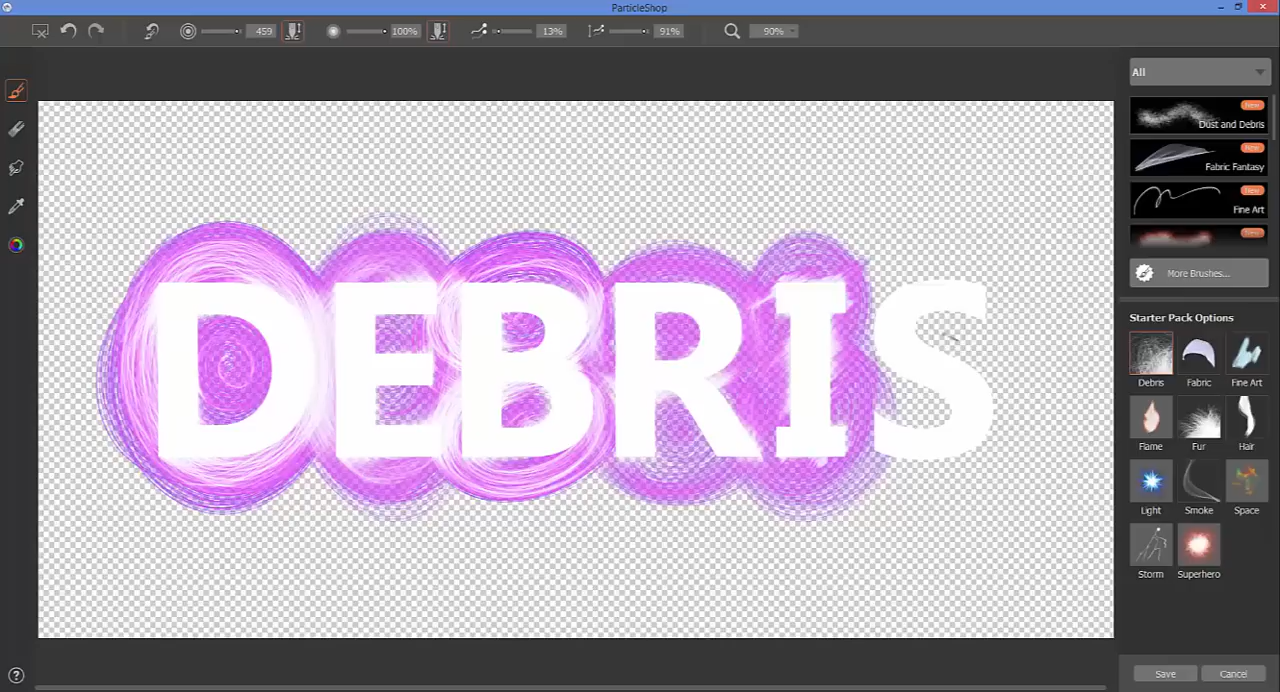 ParticleShop
459
100%
13%
91%
90%
All
New
Dust and Debris
New
Fabric Fantasy
New
Fine Art
New
More Brushes...
DEBRIS
Starter Pack Options
Debris
Fabric
Fine Art
Flame
Fur
Hair
Light
Smoke
Space
Storm
Superhero
Save
Cancel